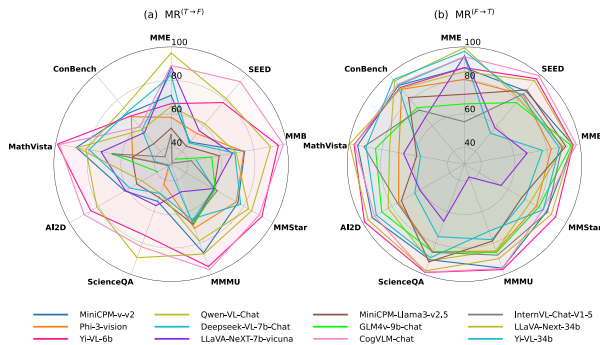 (a) MR(T→F)
(b) MR(F→T)
MME
SEED
MMB
MMStar
MMMU
ScienceQA
AI2D
MathVista
ConBench
100
80
60
40
MME
SEED
MMB
MMStar
MMMU
ScienceQA
AI2D
MathVista
ConBench
100
80
60
40
MiniCPM-v-v2
Qwen-VL-Chat
MiniCPM-Llama3-v2.5
InternVL-Chat-V1-5
Phi-3-vision
Deepseek-VL-7b-Chat
GLM4v-9b-chat
LLaVA-Next-34b
Yi-VL-6b
LLaVA-NeXT-7b-vicuna
CogVLM-chat
Yi-VL-34b